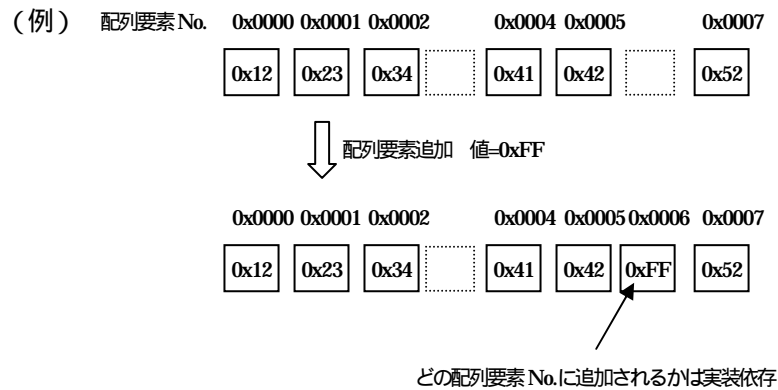 (例) 配列要素No. 0x0000 0x0001 0x0002 0x0004 0x0005 0x0007
0x12 0x23 0x34 0x41 0x42 0x52
配列要素追加 値=0xFF
0x0000 0x0001 0x0002 0x0004 0x0005 0x0006 0x0007
0x12 0x23 0x34 0x41 0x42 0xFF 0x52
どの配列要素No.に追加されるかは実装依存